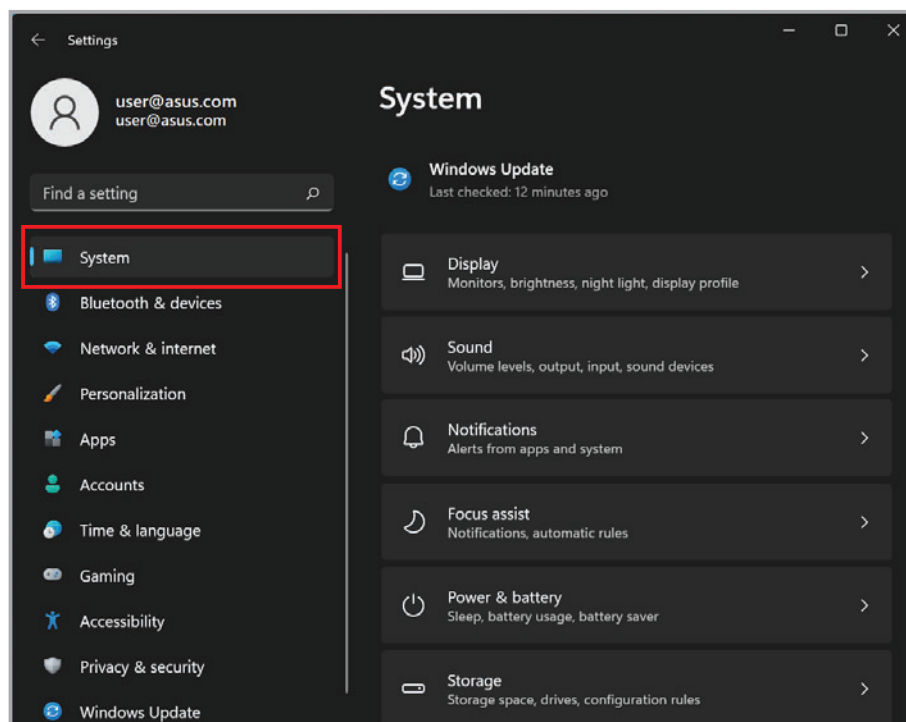 Settings
user@asus.com
user@asus.com
Find a setting
System
Bluetooth & devices
Network & internet
Personalization
Apps
Accounts
Time & language
Gaming
Accessibility
Privacy & security
Windows Update
System
Windows Update
Last checked: 12 minutes ago
Display
Monitors, brightness, night light, display profile
Sound
Volume levels, output, input, sound devices
Notifications
Alerts from apps and system
Focus assist
Notifications, automatic rules
Power & battery
Sleep, battery usage, battery saver
Storage
Storage space, drives, configuration rules